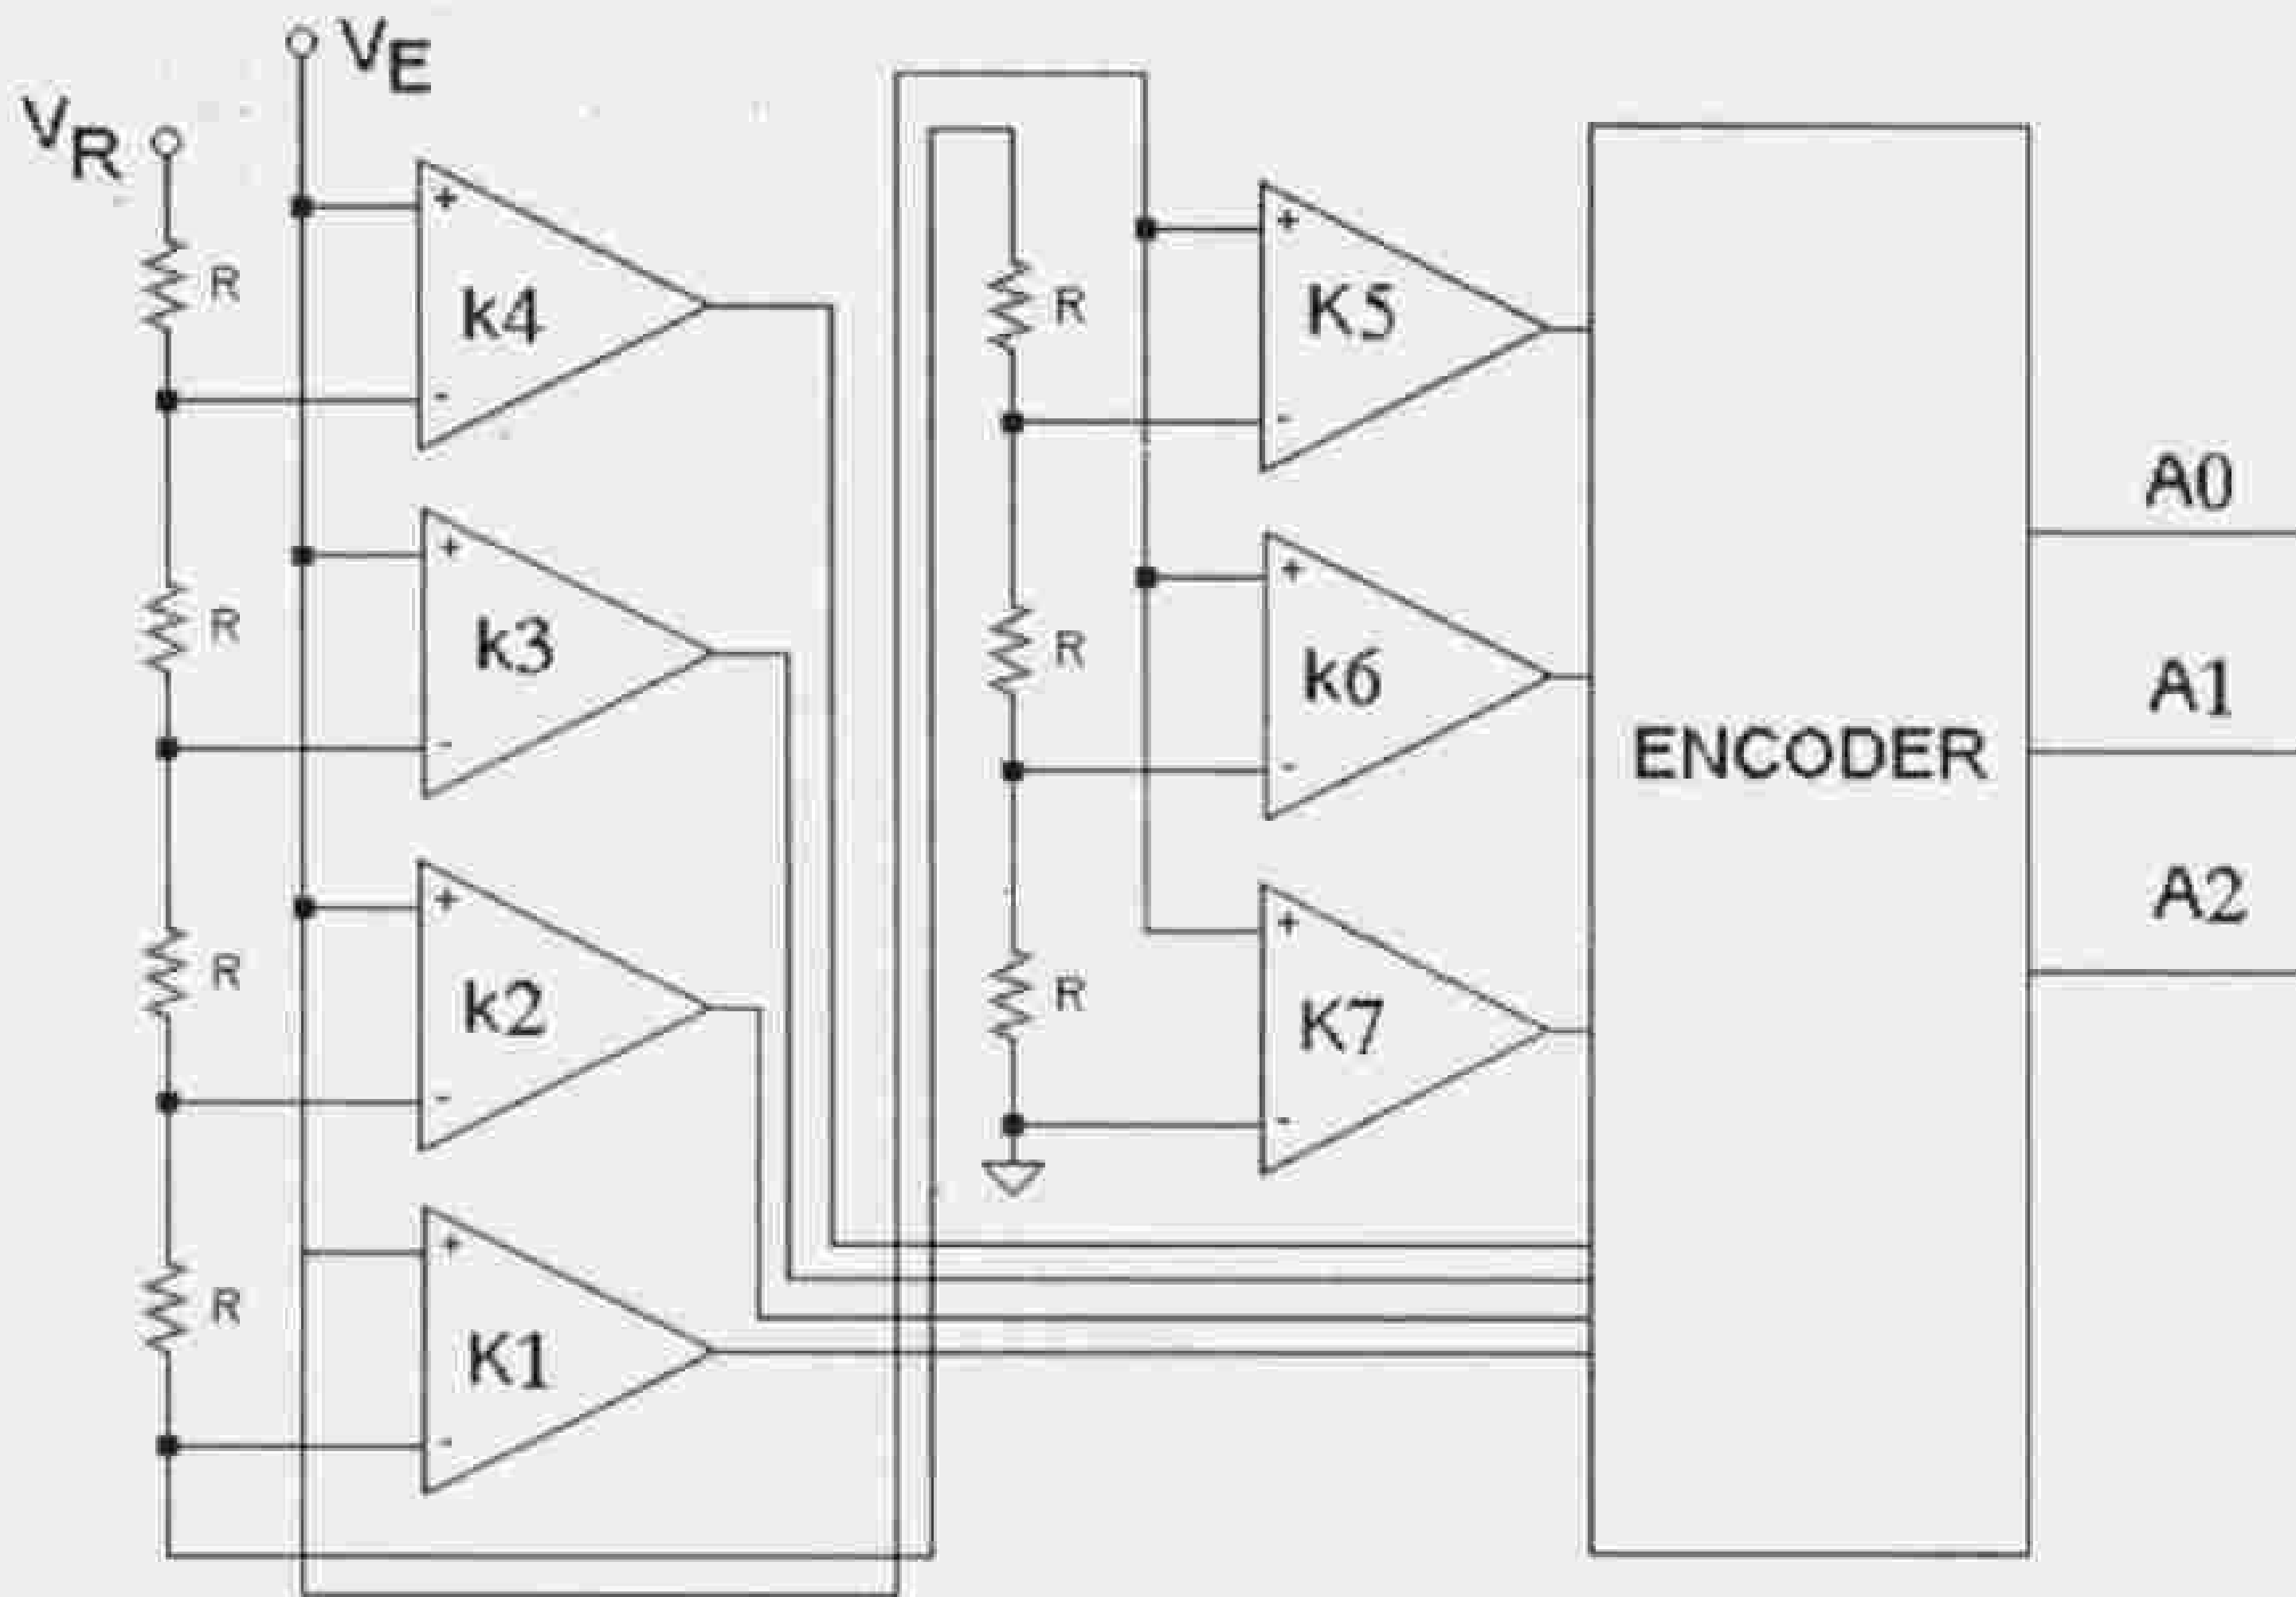 VE
VR
R
+
k4
-
R
+
k3
-
R
+
k2
-
R
+
K1
-
R
+
K5
-
R
+
k6
-
R
+
K7
-
ENCODER
A0
A1
A2